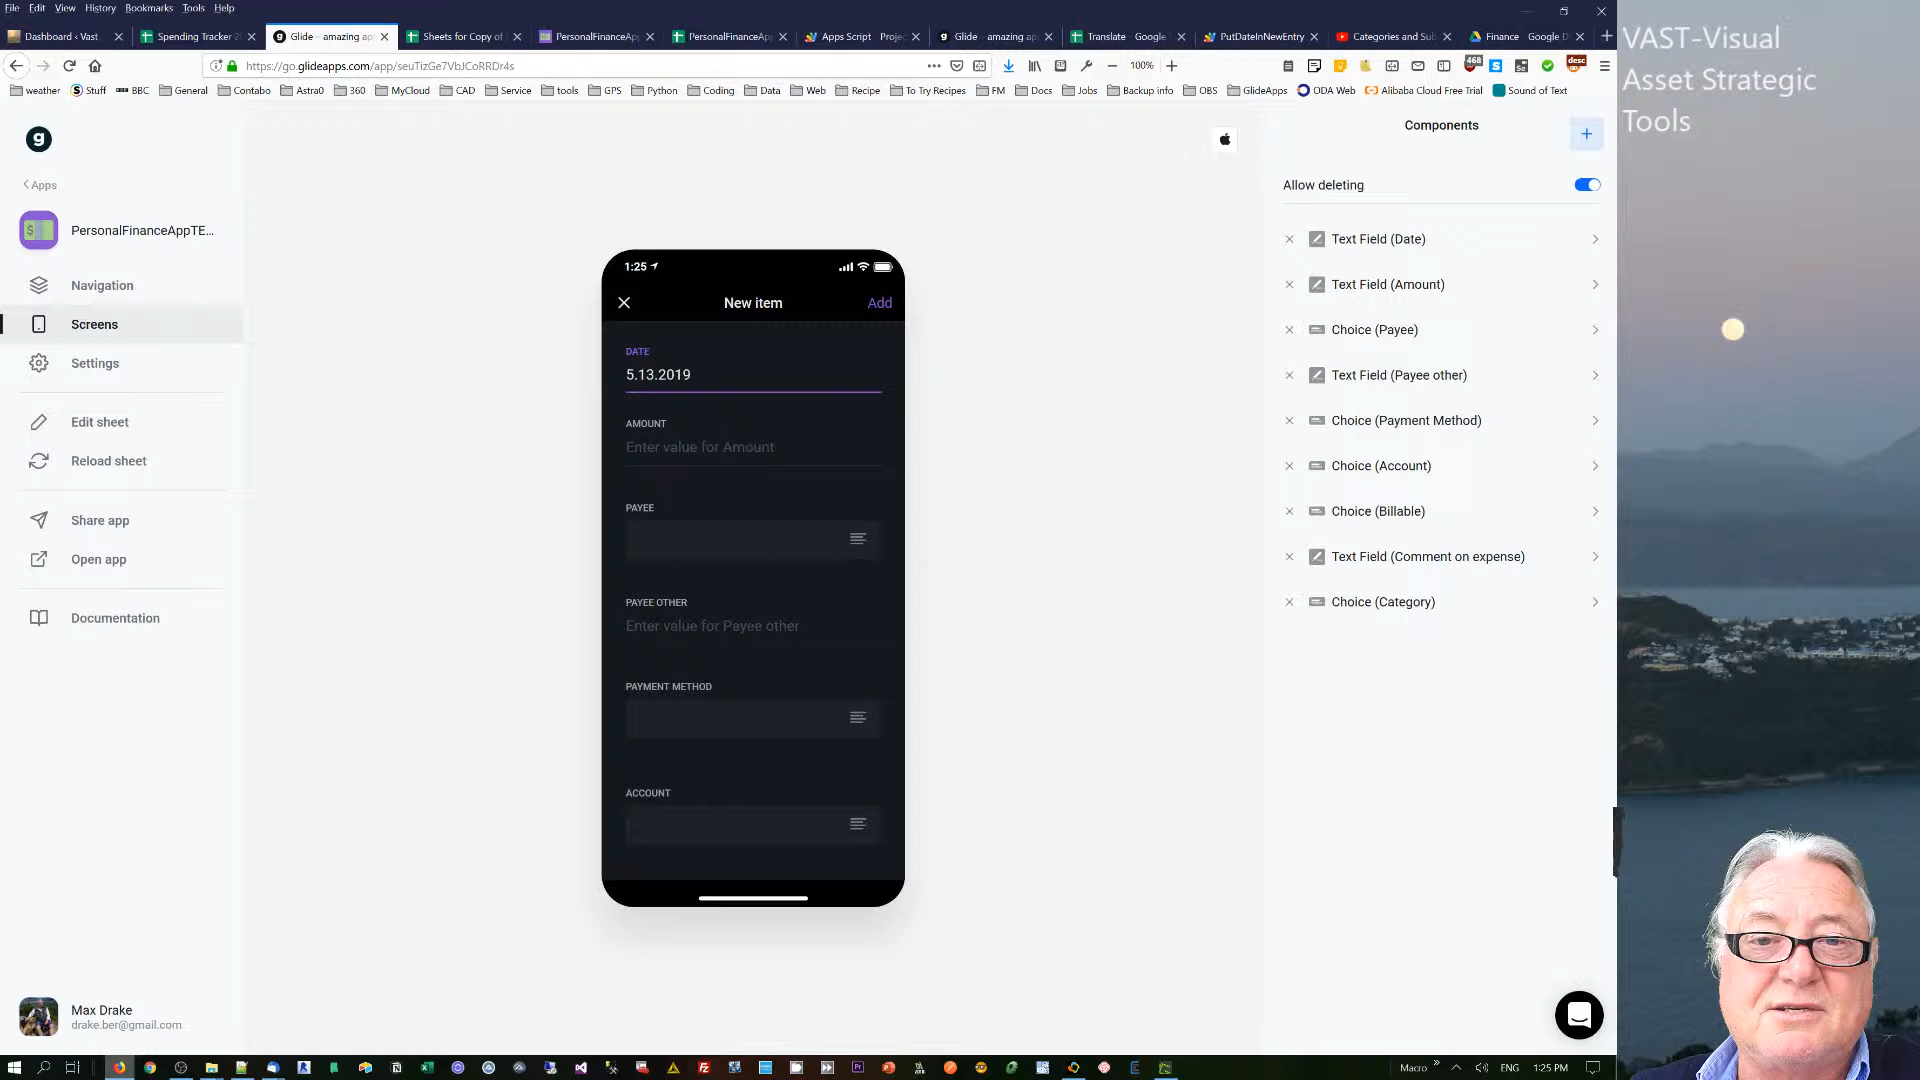 File Edit View History Bookmarks Tools Help
Dashboard ‹ Vast Spending Tracker 2 Glide – amazing ap Sheets for Copy of PersonalFinanceApp PersonalFinanceApp Apps Script Proje Glide – amazing ap Translate - Google PutDateInNewEntry Categories and Sub Finance Google D
https://go.glideapps.com/app/seuTizGe7VbJCoRRDr4s 100% 468 desc
weather Stuff BBC General Contabo Astra0 360 MyCloud CAD Service tools GPS Python Coding Data Web Recipe To Try Recipes FM Docs Jobs Backup info OBS GlideApps ODA Web Alibaba Cloud Free Trial Sound of Text
VAST-Visual
Asset Strategic
Tools
g
Apps
PersonalFinanceAppTE...
Navigation
Screens
Settings
Edit sheet
Reload sheet
Share app
Open app
Documentation
Max Drake
drake.ber@gmail.com
1:25
New item Add
DATE
5.13.2019
AMOUNT
Enter value for Amount
PAYEE
PAYEE OTHER
Enter value for Payee other
PAYMENT METHOD
ACCOUNT
Components
Allow deleting
Text Field (Date)
Text Field (Amount)
Choice (Payee)
Text Field (Payee other)
Choice (Payment Method)
Choice (Account)
Choice (Billable)
Text Field (Comment on expense)
Choice (Category)
Macro ENG 1:25 PM